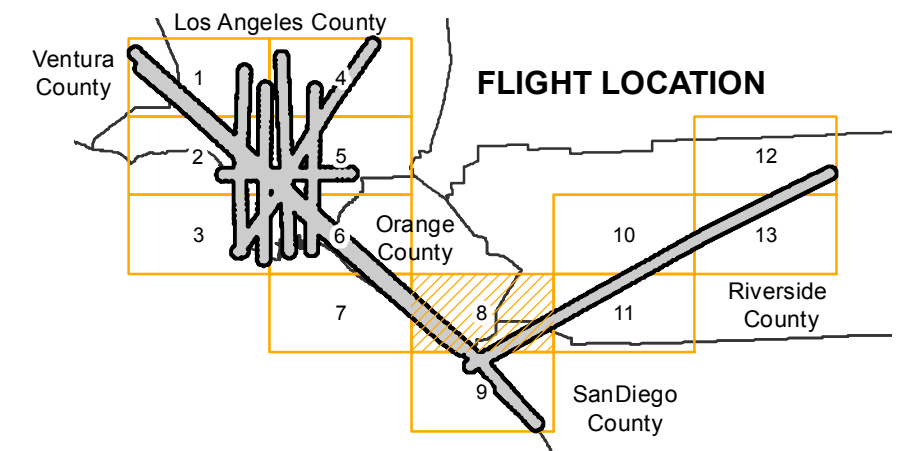 Los Angeles County
Ventura
County
FLIGHT LOCATION
1
4
2
5
12
3
6
Orange
County
10
13
7
8
11
Riverside
County
9
SanDiego
County